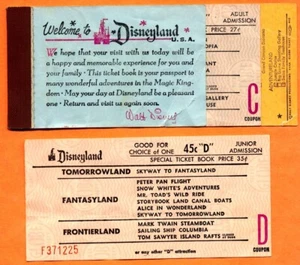 Welcome to Disneyland
U.S.A.
We hope that your visit with us today will be
a happy and memorable experience for you and
your family • This ticket book is your passport to
many wonderful adventures in the Magic King-
dom • May your day at Disneyland be a pleasant
one • Return and visit us again soon.
Walt Disney
ADULT
ADMISSION
PRICE 27¢
C
COUPON
Disneyland
GOOD FOR
CHOICE of ONE
45¢ "D"
JUNIOR
ADMISSION
SPECIAL TICKET BOOK PRICE 35¢
TOMORROWLAND
SKYWAY TO FANTASYLAND
FANTASYLAND
PETER PAN FLIGHT
SNOW WHITE'S ADVENTURES
MR. TOAD'S WILD RIDE
STORYBOOK LAND CANAL BOATS
ALICE IN WONDERLAND
SKYWAY TO TOMORROWLAND
FRONTIERLAND
MARK TWAIN STEAMBOAT
SAILING SHIP COLUMBIA
TOM SAWYER ISLAND RAFTS
F371225
or any other "D" attraction
D
COUPON